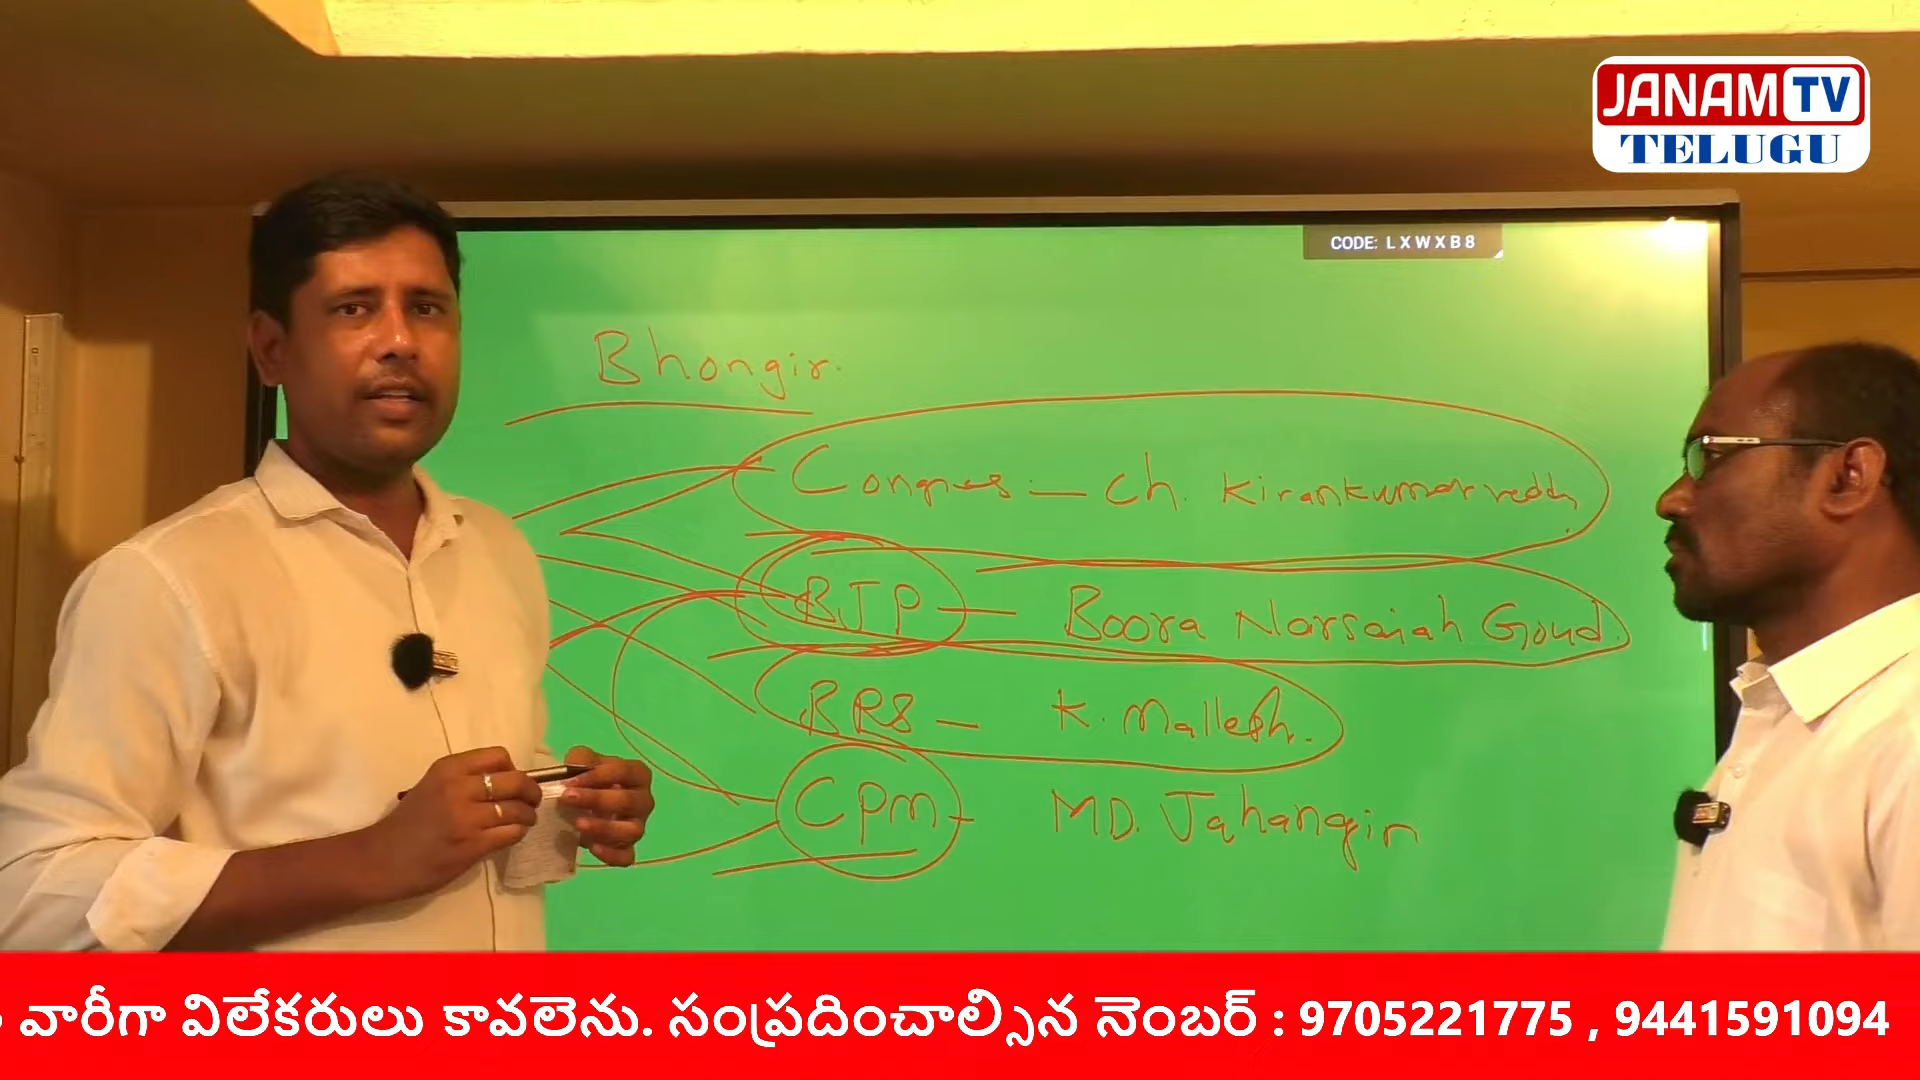 JANAM TV
TELUGU
CODE: LXWXB8
Bhongir.
Congres - Ch. Kirankumar reddy
BJP - Boora Narsaiah Goud.
BRS - K. Mallesh.
CPM - MD. Jahangir
వారీగా విలేకరులు కావలెను. సంప్రదించాల్సిన నెంబర్ : 9705221775 , 9441591094